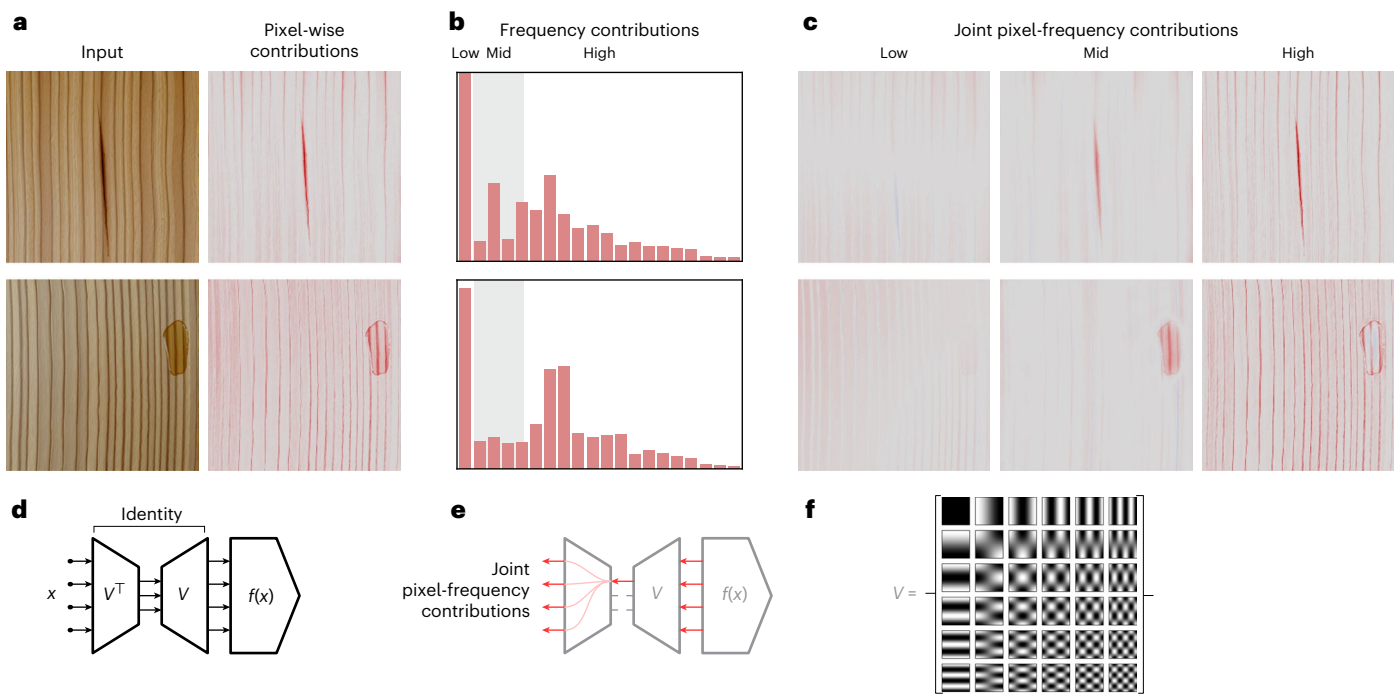 a
Input
Pixel-wise
contributions
b
Frequency contributions
Low Mid High
c
Joint pixel-frequency contributions
Low Mid High
d
Identity
x
V⊤
V
f(x)
e
Joint
pixel-frequency
contributions
V
f(x)
f
V =